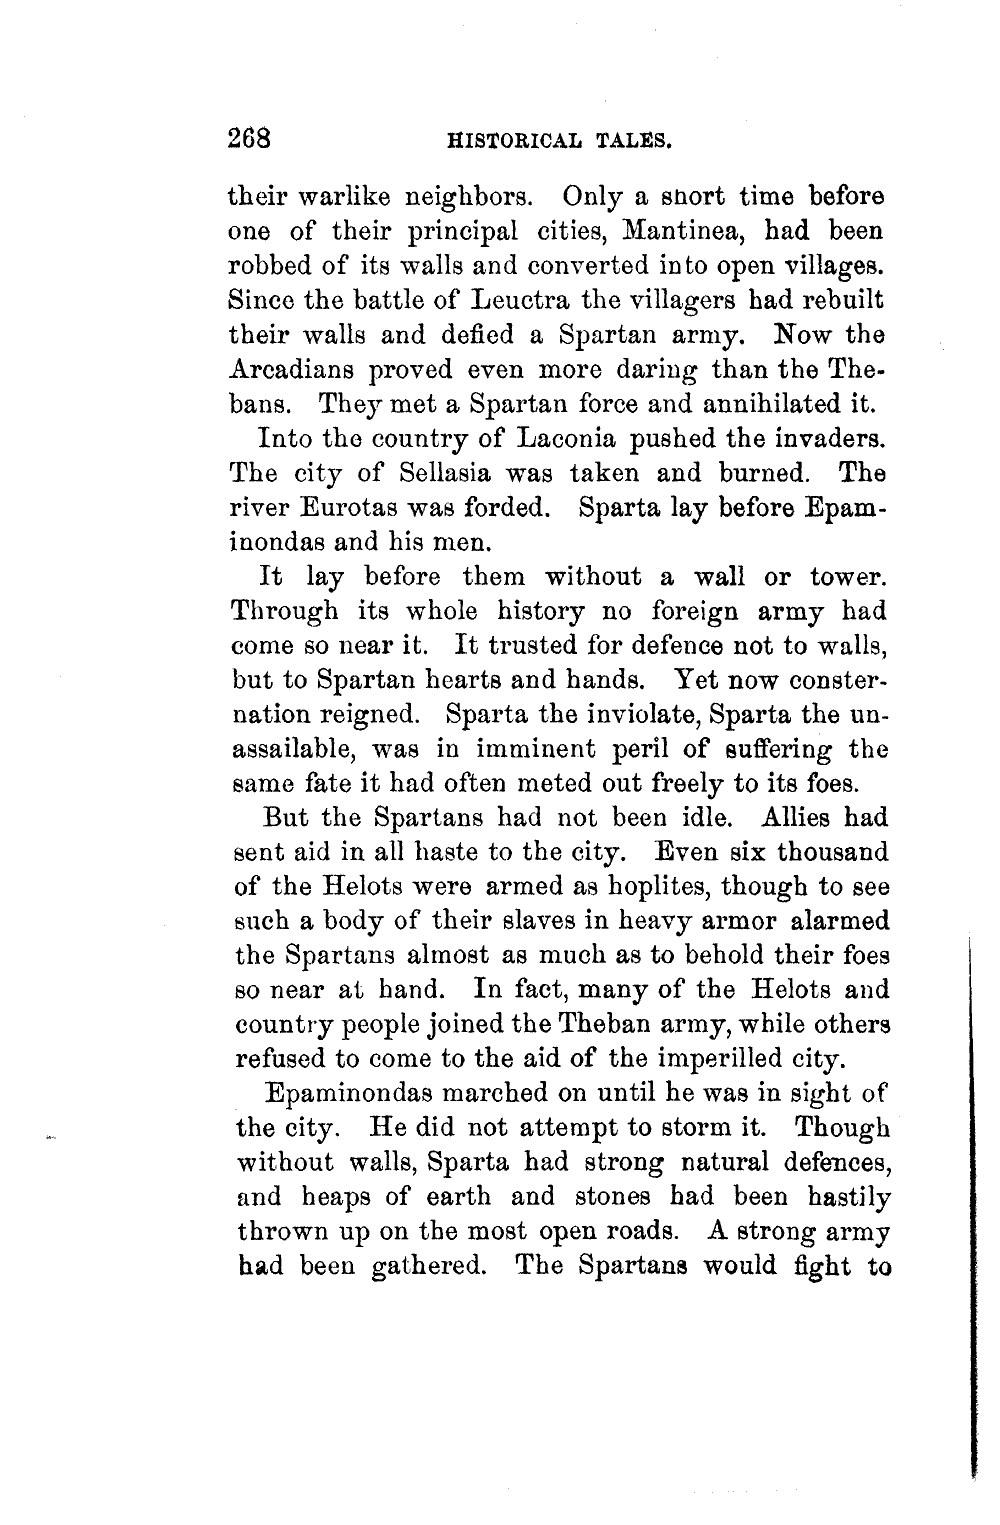 268 HISTORICAL TALES.
their warlike neighbors. Only a short time before
one of their principal cities, Mantinea, had been
robbed of its walls and converted into open villages.
Since the battle of Leuctra the villagers had rebuilt
their walls and defied a Spartan army. Now the
Arcadians proved even more daring than the The-
bans. They met a Spartan force and annihilated it.
Into the country of Laconia pushed the invaders.
The city of Sellasia was taken and burned. The
river Eurotas was forded. Sparta lay before Epam-
inondas and his men.
It lay before them without a wall or tower.
Through its whole history no foreign army had
come so near it. It trusted for defence not to walls,
but to Spartan hearts and hands. Yet now conster-
nation reigned. Sparta the inviolate, Sparta the un-
assailable, was in imminent peril of suffering the
same fate it had often meted out freely to its foes.
But the Spartans had not been idle. Allies had
sent aid in all haste to the city. Even six thousand
of the Helots were armed as hoplites, though to see
such a body of their slaves in heavy armor alarmed
the Spartans almost as much as to behold their foes
so near at hand. In fact, many of the Helots and
country people joined the Theban army, while others
refused to come to the aid of the imperilled city.
Epaminondas marched on until he was in sight of
the city. He did not attempt to storm it. Though
without walls, Sparta had strong natural defences,
and heaps of earth and stones had been hastily
thrown up on the most open roads. A strong army
had been gathered. The Spartans would fight to